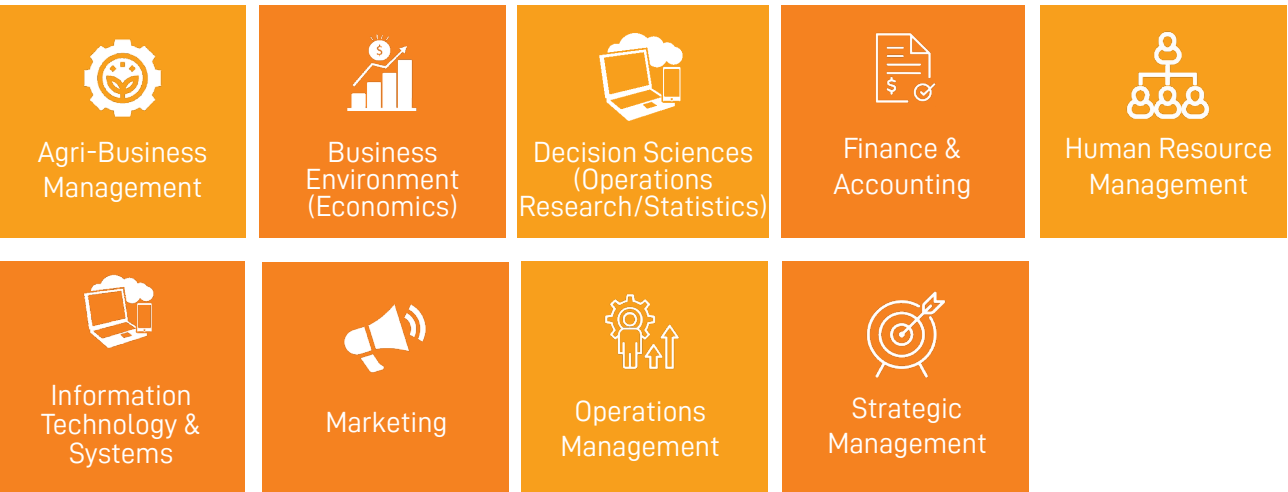 Agri-Business
Management
Business
Environment
(Economics)
Decision Sciences
(Operations
Research/Statistics)
Finance &
Accounting
Human Resource
Management
Information
Technology &
Systems
Marketing
Operations
Management
Strategic
Management